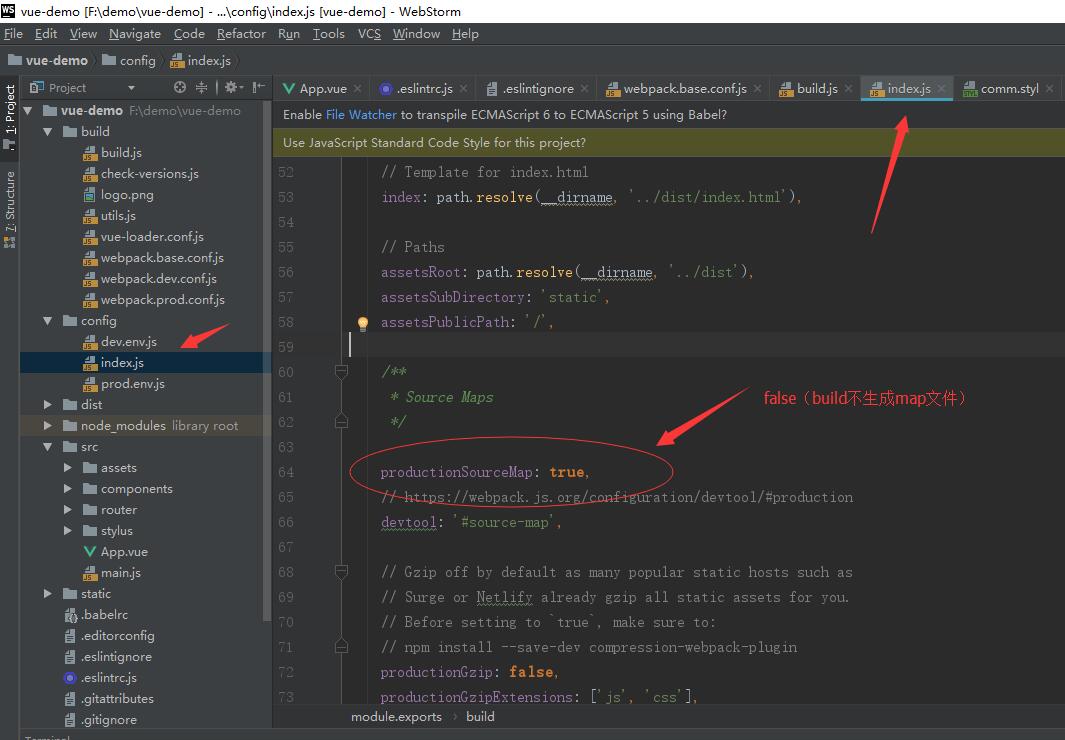 WS vue-demo [F:\demo\vue-demo] - ...\config\index.js [vue-demo] - WebStorm
File Edit View Navigate Code Refactor Run Tools VCS Window Help
vue-demo config index.js
1: Project
7: Structure
Project
vue-demo F:\demo\vue-demo
build
build.js
check-versions.js
logo.png
utils.js
vue-loader.conf.js
webpack.base.conf.js
webpack.dev.conf.js
webpack.prod.conf.js
config
dev.env.js
index.js
prod.env.js
dist
node_modules library root
src
assets
components
router
stylus
App.vue
main.js
static
.babelrc
.editorconfig
.eslintignore
.eslintrc.js
.gitattributes
.gitignore
App.vue .eslintrc.js .eslintignore webpack.base.conf.js build.js index.js comm.styl
Enable File Watcher to transpile ECMAScript 6 to ECMAScript 5 using Babel?
Use JavaScript Standard Code Style for this project?
52 // Template for index.html
53 index: path.resolve(__dirname, '../dist/index.html'),
54
55 // Paths
56 assetsRoot: path.resolve(__dirname, '../dist'),
57 assetsSubDirectory: 'static',
58 assetsPublicPath: '/',
59
60 /**
61 * Source Maps
62 */
63
64 productionSourceMap: true,
65 // https://webpack.js.org/configuration/devtool/#production
66 devtool: '#source-map',
67
68 // Gzip off by default as many popular static hosts such as
69 // Surge or Netlify already gzip all static assets for you.
70 // Before setting to `true`, make sure to:
71 // npm install --save-dev compression-webpack-plugin
72 productionGzip: false,
73 productionGzipExtensions: ['js', 'css'],
false（build不生成map文件）
module.exports › build
Terminal